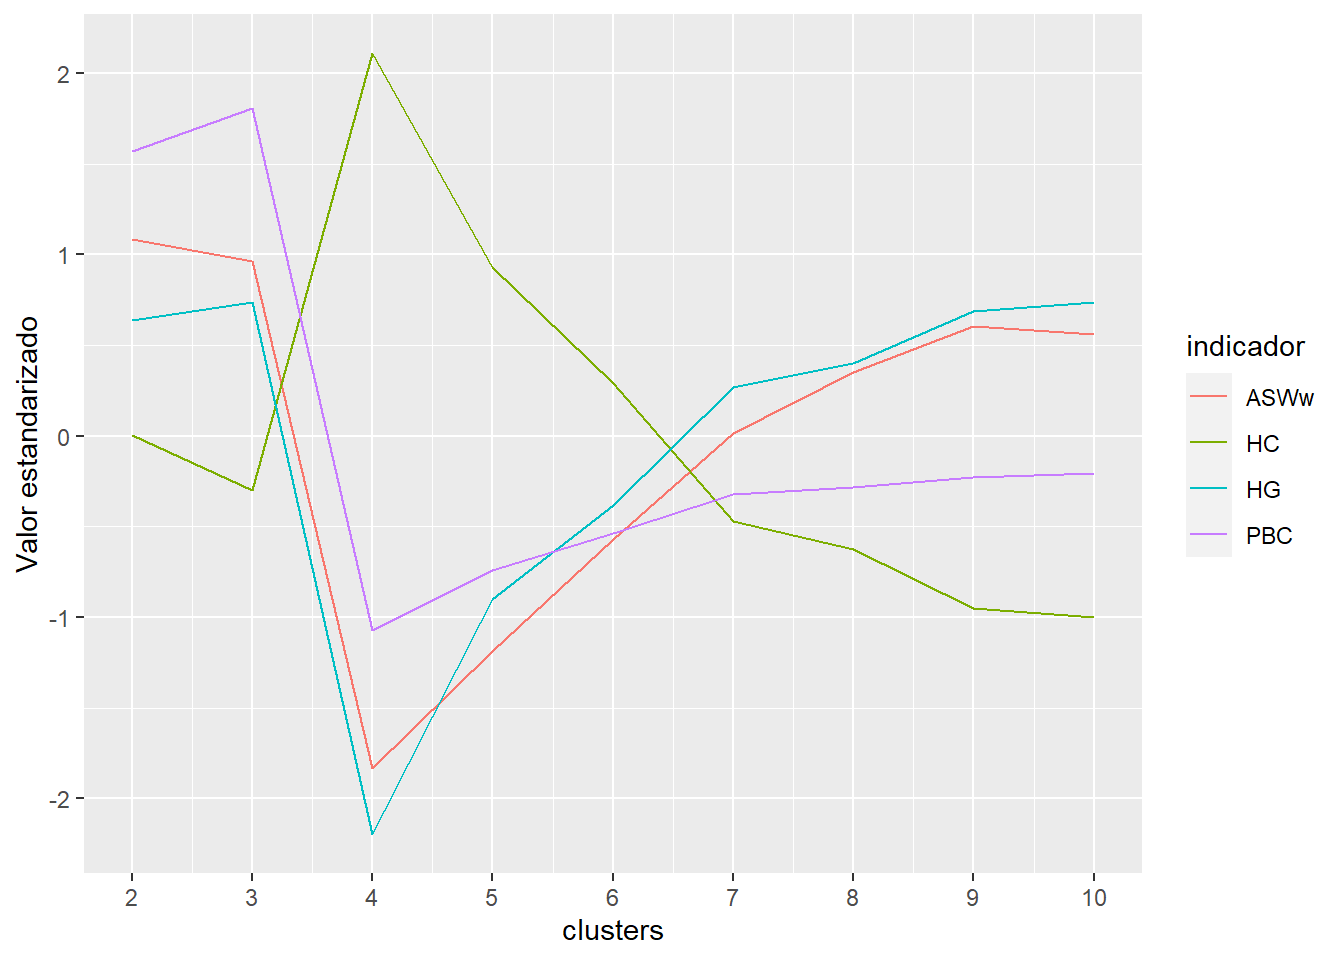 2
1
0
-1
-2
Valor estandarizado
2 3 4 5 6 7 8 9 10
clusters
indicador
ASWw
HC
HG
PBC